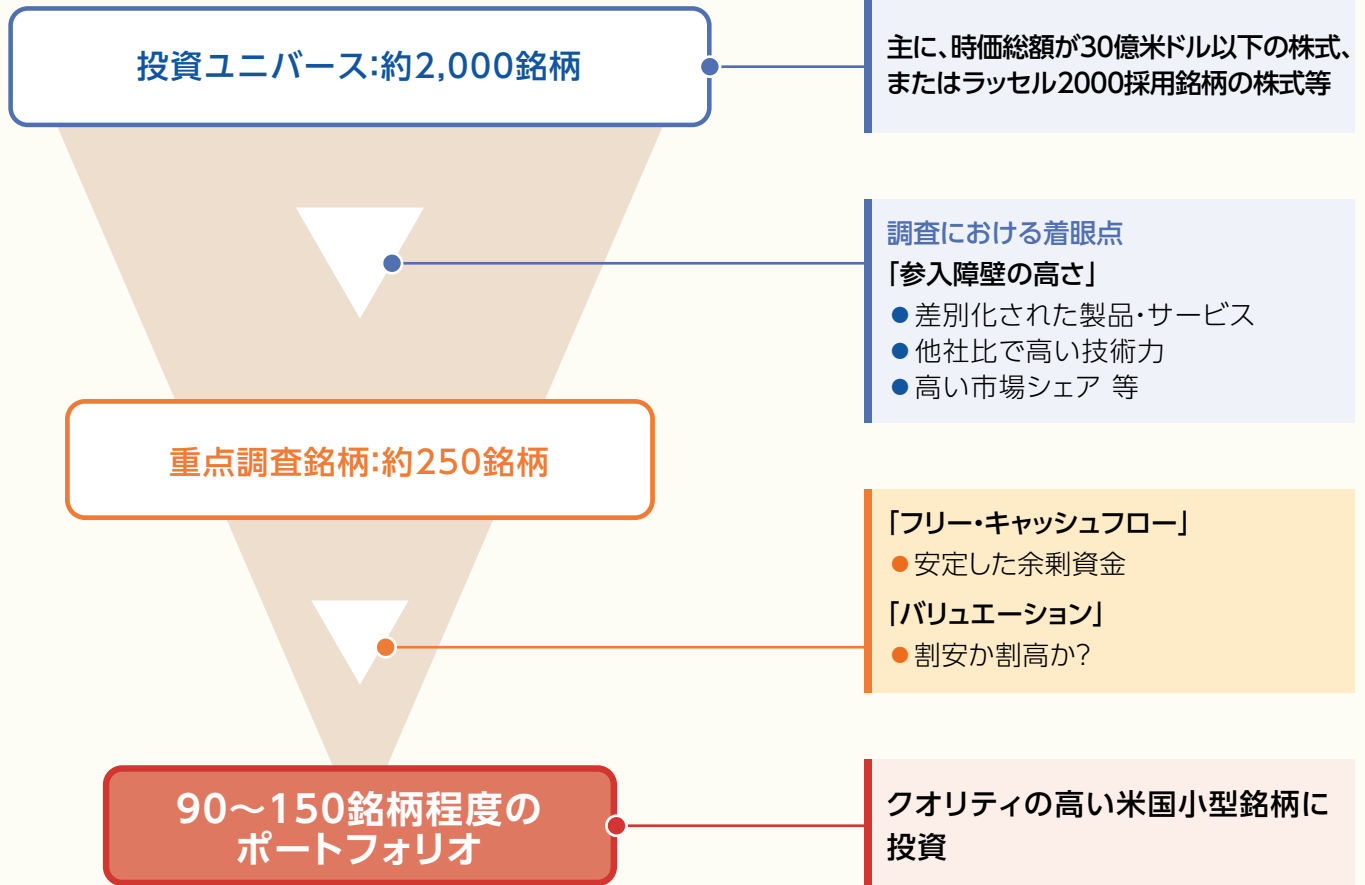 投資ユニバース:約2,000銘柄
主に、時価総額が30億米ドル以下の株式、
またはラッセル2000採用銘柄の株式等
調査における着眼点
「参入障壁の高さ」
●差別化された製品・サービス
●他社比で高い技術力
●高い市場シェア 等
重点調査銘柄:約250銘柄
「フリー・キャッシュフロー」
●安定した余剰資金
「バリュエーション」
●割安か割高か?
90～150銘柄程度の
ポートフォリオ
クオリティの高い米国小型銘柄に
投資